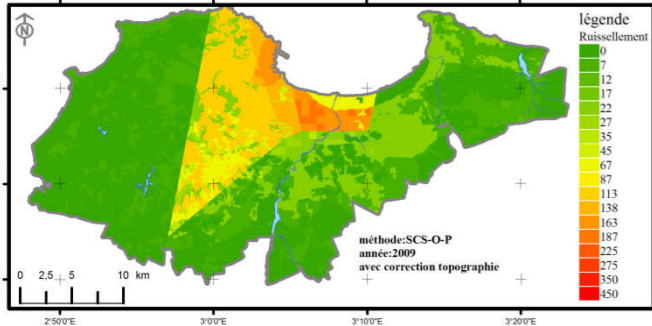 N
légende
Ruissellement
0
7
12
17
22
27
35
45
67
87
113
138
163
187
225
275
350
450
méthode:SCS-O-P
année:2009
avec correction topographie
0 2,5 5 10 km
2°50'0"E 3°0'0"E 3°10'0"E 3°20'0"E